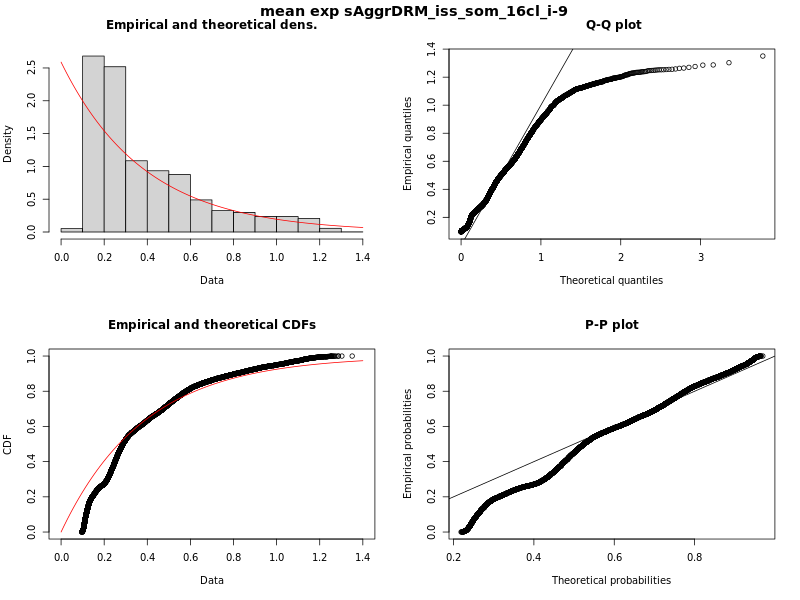 mean exp sAggrDRM_iss_som_16cl_i-9
Empirical and theoretical dens.
Density
0.0 0.5 1.0 1.5 2.0 2.5
0.0 0.2 0.4 0.6 0.8 1.0 1.2 1.4
Data
Q-Q plot
Empirical quantiles
0.2 0.4 0.6 0.8 1.0 1.2 1.4
0 1 2 3
Theoretical quantiles
Empirical and theoretical CDFs
CDF
0.0 0.2 0.4 0.6 0.8 1.0
0.0 0.2 0.4 0.6 0.8 1.0 1.2 1.4
Data
P-P plot
Empirical probabilities
0.0 0.2 0.4 0.6 0.8 1.0
0.2 0.4 0.6 0.8
Theoretical probabilities